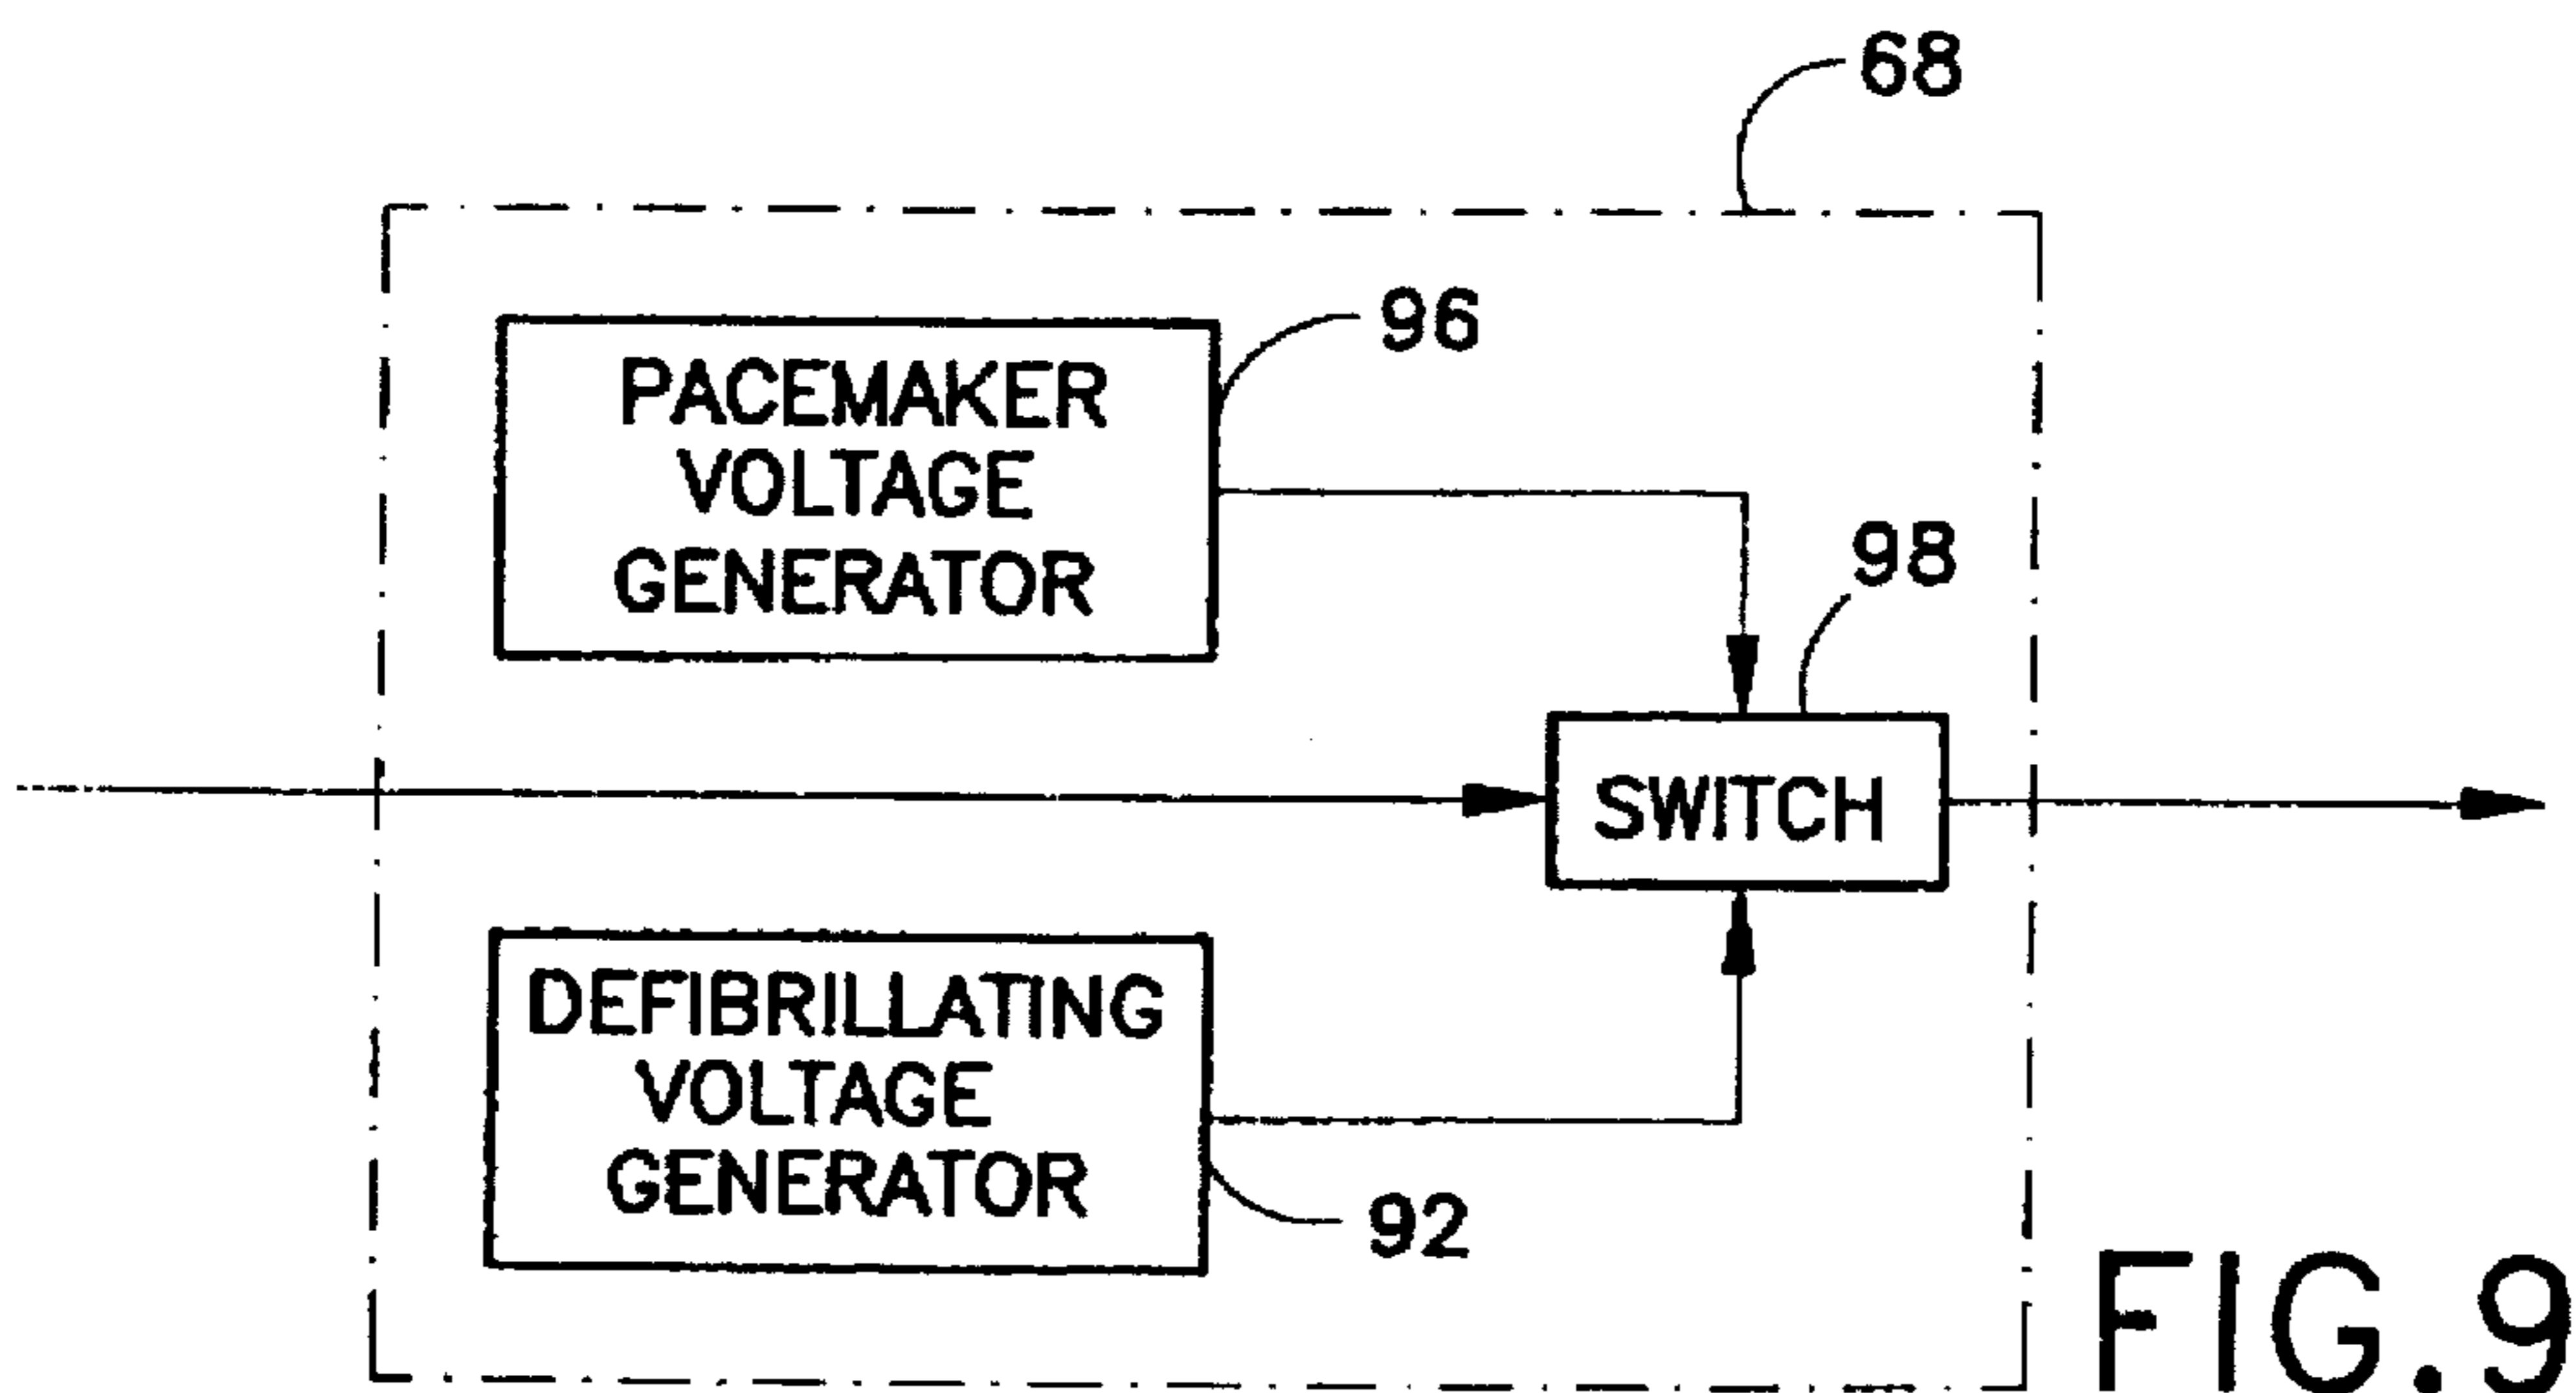 68
96
PACEMAKER
VOLTAGE
GENERATOR
98
SWITCH
DEFIBRILLATING
VOLTAGE
GENERATOR
92
FIG.9